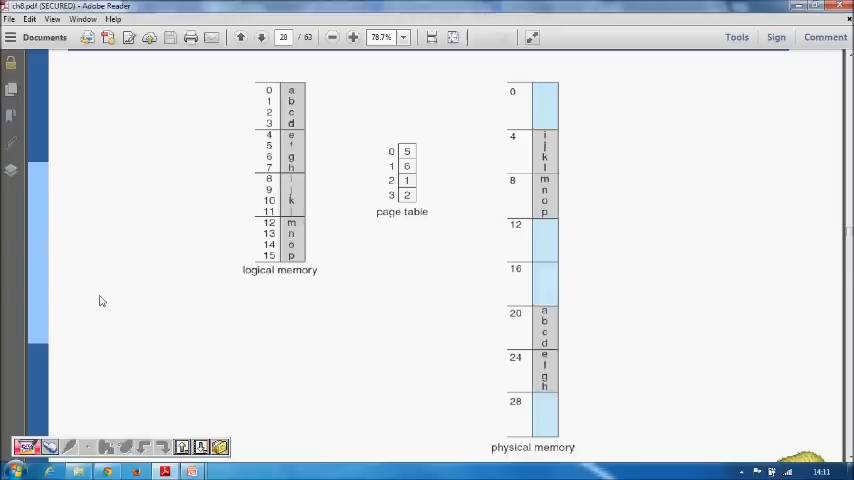 ch8.pdf (SECURED) - Adobe Reader
File Edit View Window Help
Documents 28 / 63 78.7% Tools Sign Comment
0 a
1 b
2 c
3 d
4 e
5 f
6 g
7 h
8 i
9 j
10 k
11 l
12 m
13 n
14 o
15 p
logical memory
0 5
1 6
2 1
3 2
page table
0
4 i
j
k
l
8 m
n
o
p
12
16
20 a
b
c
d
24 e
f
g
h
28
physical memory
14:11